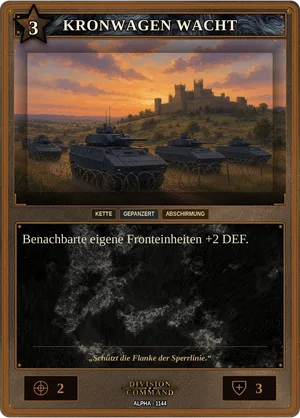 3
KRONWAGEN WACHT
KETTE
GEPANZERT
ABSCHIRMUNG
Benachbarte eigene Fronteinheiten +2 DEF.
„Schützt die Flanke der Sperrlinie.“
2
DIVISION COMMAND
ALPHA - 1144
3